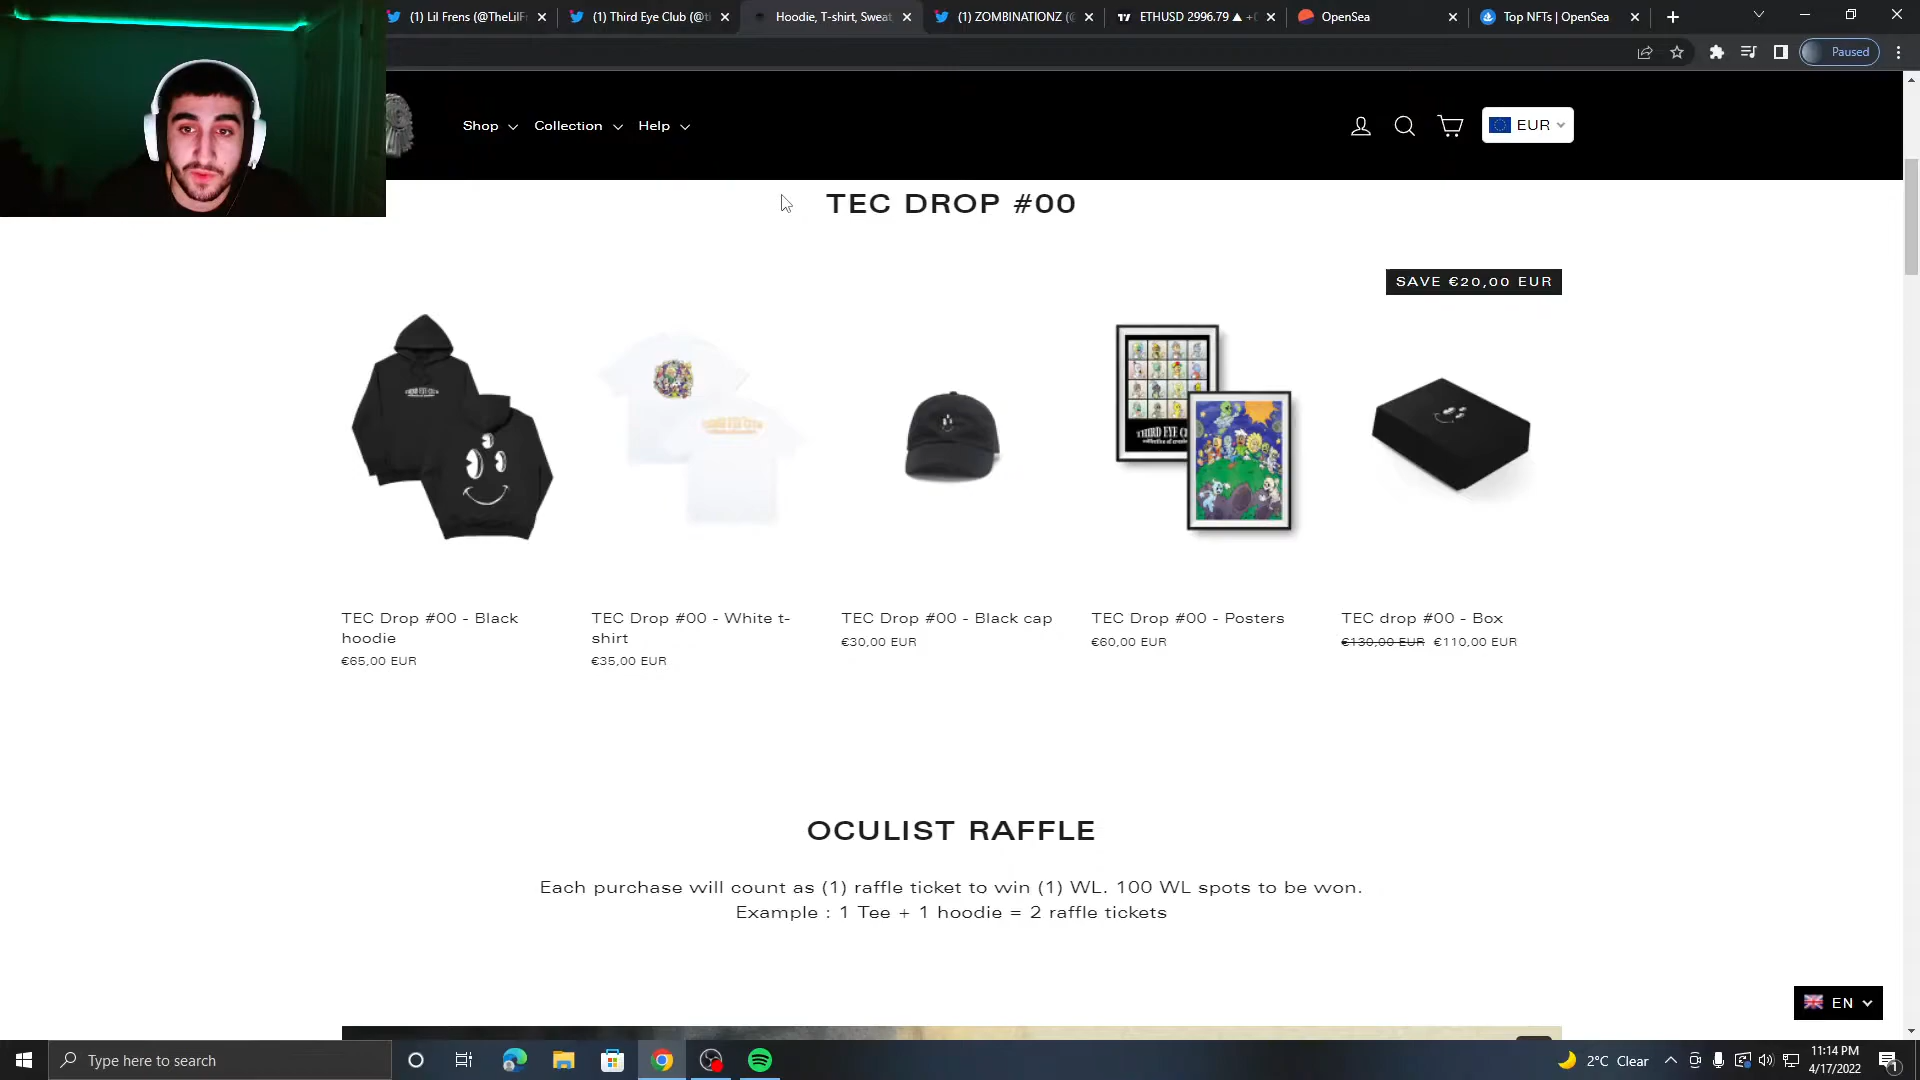 (1) Lil Frens (@TheLilFr
(1) Third Eye Club (@t
Hoodie, T-shirt, Sweat
(1) ZOMBINATIONZ (@
ETHUSD 2996.79 ▲ +
OpenSea
Top NFTs | OpenSea
Paused
Shop
Collection
Help
EUR
TEC DROP #00
SAVE €20,00 EUR
TEC Drop #00 - Black
hoodie
€65,00 EUR
TEC Drop #00 - White t-
shirt
€35,00 EUR
TEC Drop #00 - Black cap
€30,00 EUR
TEC Drop #00 - Posters
€60,00 EUR
TEC drop #00 - Box
€130,00 EUR €110,00 EUR
OCULIST RAFFLE
Each purchase will count as (1) raffle ticket to win (1) WL. 100 WL spots to be won.
Example : 1 Tee + 1 hoodie = 2 raffle tickets
EN
Type here to search
2°C Clear
11:14 PM
4/17/2022
1